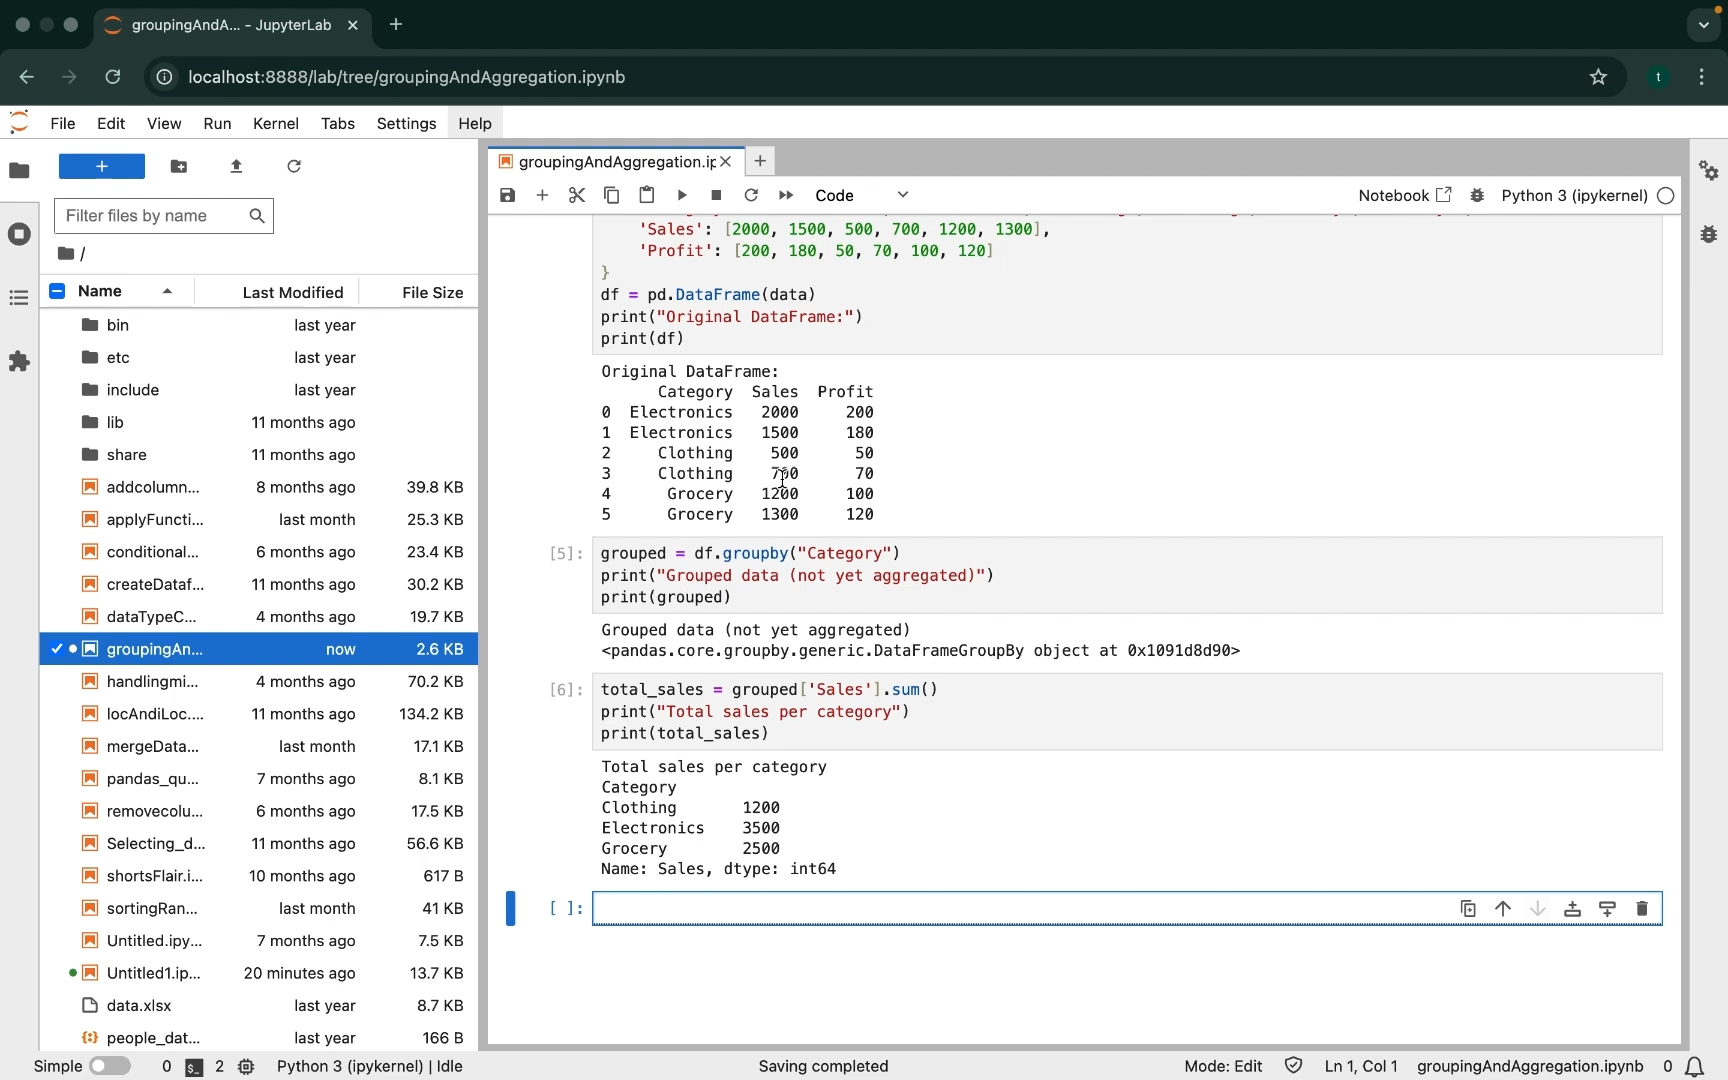 groupingAndA... - JupyterLab
localhost:8888/lab/tree/groupingAndAggregation.ipynb
t
File Edit View Run Kernel Tabs Settings Help
Filter files by name
/
Name Last Modified File Size
bin last year
etc last year
include last year
lib 11 months ago
share 11 months ago
addcolumn... 8 months ago 39.8 KB
applyFuncti... last month 25.3 KB
conditional... 6 months ago 23.4 KB
createDataf... 11 months ago 30.2 KB
dataTypeC... 4 months ago 19.7 KB
groupingAn... now 2.6 KB
handlingmi... 4 months ago 70.2 KB
locAndiLoc.... 11 months ago 134.2 KB
mergeData... last month 17.1 KB
pandas_qu... 7 months ago 8.1 KB
removecolu... 6 months ago 17.5 KB
Selecting_d... 11 months ago 56.6 KB
shortsFlair.i... 10 months ago 617 B
sortingRan... last month 41 KB
Untitled.ipy... 7 months ago 7.5 KB
Untitled1.ip... 20 minutes ago 13.7 KB
data.xlsx last year 8.7 KB
people_dat... last year 166 B
groupingAndAggregation.ip
Code Notebook Python 3 (ipykernel)
'Sales': [2000, 1500, 500, 700, 1200, 1300],
'Profit': [200, 180, 50, 70, 100, 120]
}
df = pd.DataFrame(data)
print("Original DataFrame:")
print(df)
Original DataFrame:
Category Sales Profit
0 Electronics 2000 200
1 Electronics 1500 180
2 Clothing 500 50
3 Clothing 700 70
4 Grocery 1200 100
5 Grocery 1300 120
[5]: grouped = df.groupby("Category")
print("Grouped data (not yet aggregated)")
print(grouped)
Grouped data (not yet aggregated)
<pandas.core.groupby.generic.DataFrameGroupBy object at 0x1091d8d90>
[6]: total_sales = grouped['Sales'].sum()
print("Total sales per category")
print(total_sales)
Total sales per category
Category
Clothing 1200
Electronics 3500
Grocery 2500
Name: Sales, dtype: int64
[ ]:
Simple 0 $_ 2 Python 3 (ipykernel) | Idle Saving completed Mode: Edit Ln 1, Col 1 groupingAndAggregation.ipynb 0